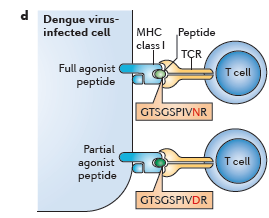 d
Dengue virus-
infected cell
MHC
class I
Peptide
TCR
Full agonist
peptide
T cell
GTSGSPIVNR
Partial
agonist
peptide
T cell
GTSGSPIVDR